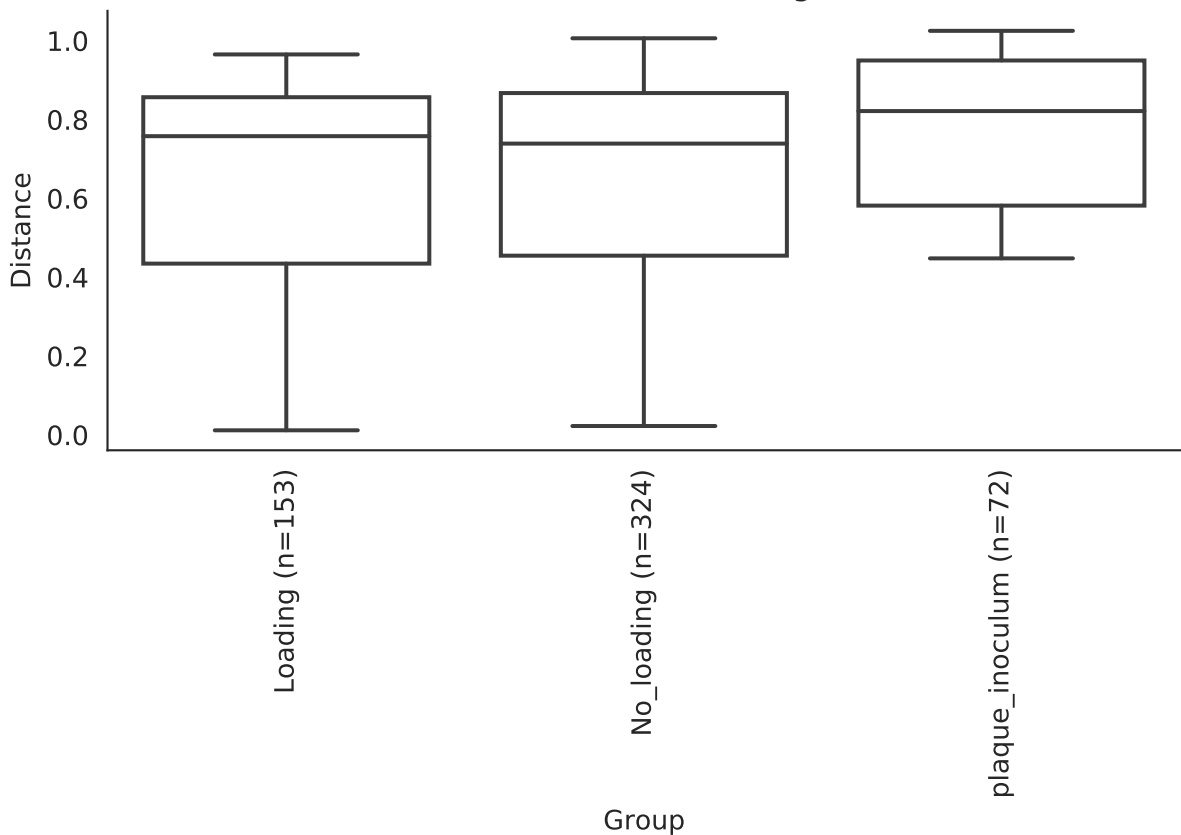 1.0
0.8
0.6
0.4
0.2
0.0
Distance
Loading (n=153)
No_loading (n=324)
plaque_inoculum (n=72)
Group